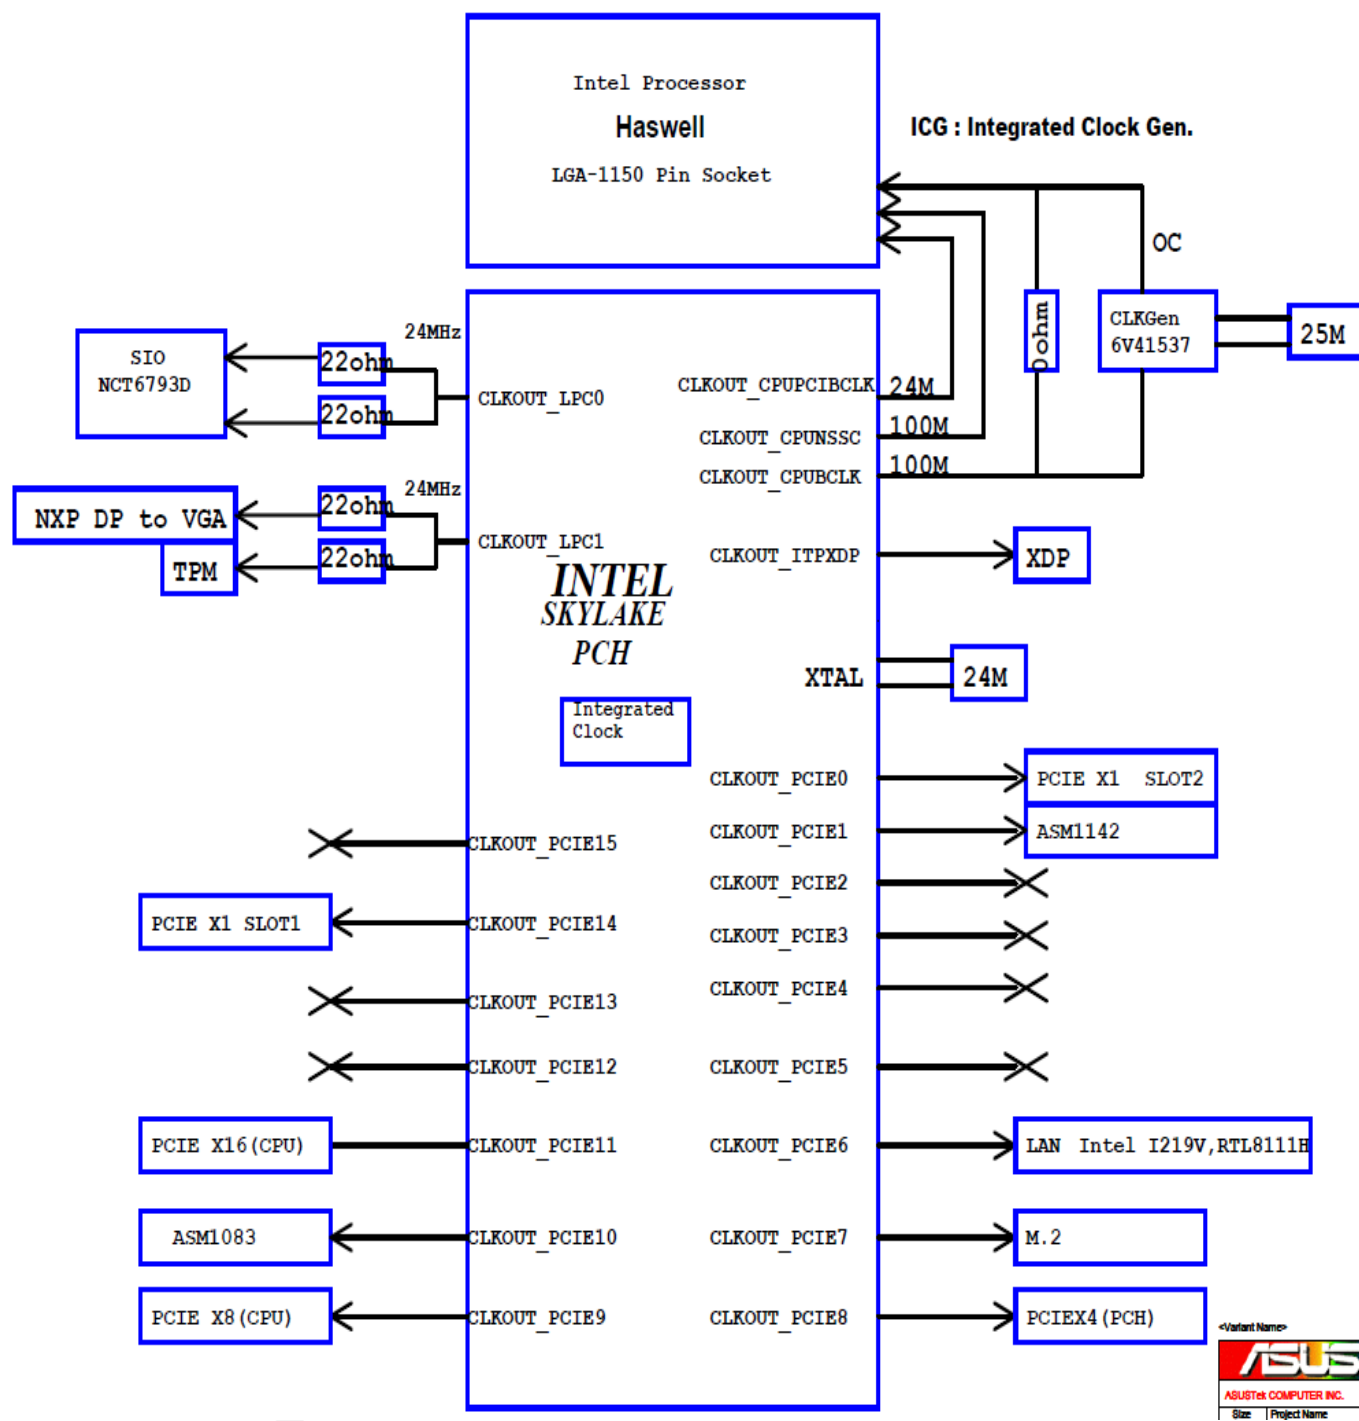 Intel Processor
Haswell
LGA-1150 Pin Socket
ICG : Integrated Clock Gen.
OC
SIO
NCT6793D
22ohm
22ohm
24MHz
CLKOUT_LPC0
CLKOUT_CPUPCIBCLK
24M
CLKOUT_CPUNSSC
100M
CLKOUT_CPUBCLK
100M
0ohm
CLKGen
6V41537
25M
NXP DP to VGA
TPM
22ohm
22ohm
24MHz
CLKOUT_LPC1
CLKOUT_ITPXDP
XDP
INTEL
SKYLAKE
PCH
XTAL
24M
Integrated
Clock
CLKOUT_PCIE0
PCIE X1 SLOT2
CLKOUT_PCIE1
ASM1142
CLKOUT_PCIE15
CLKOUT_PCIE2
PCIE X1 SLOT1
CLKOUT_PCIE14
CLKOUT_PCIE3
CLKOUT_PCIE13
CLKOUT_PCIE4
CLKOUT_PCIE12
CLKOUT_PCIE5
PCIE X16(CPU)
CLKOUT_PCIE11
CLKOUT_PCIE6
LAN Intel I219V,RTL8111H
ASM1083
CLKOUT_PCIE10
CLKOUT_PCIE7
M.2
PCIE X8(CPU)
CLKOUT_PCIE9
CLKOUT_PCIE8
PCIEX4(PCH)
<Variant Name>
ASUS
ASUSTek COMPUTER INC.
Size Project Name